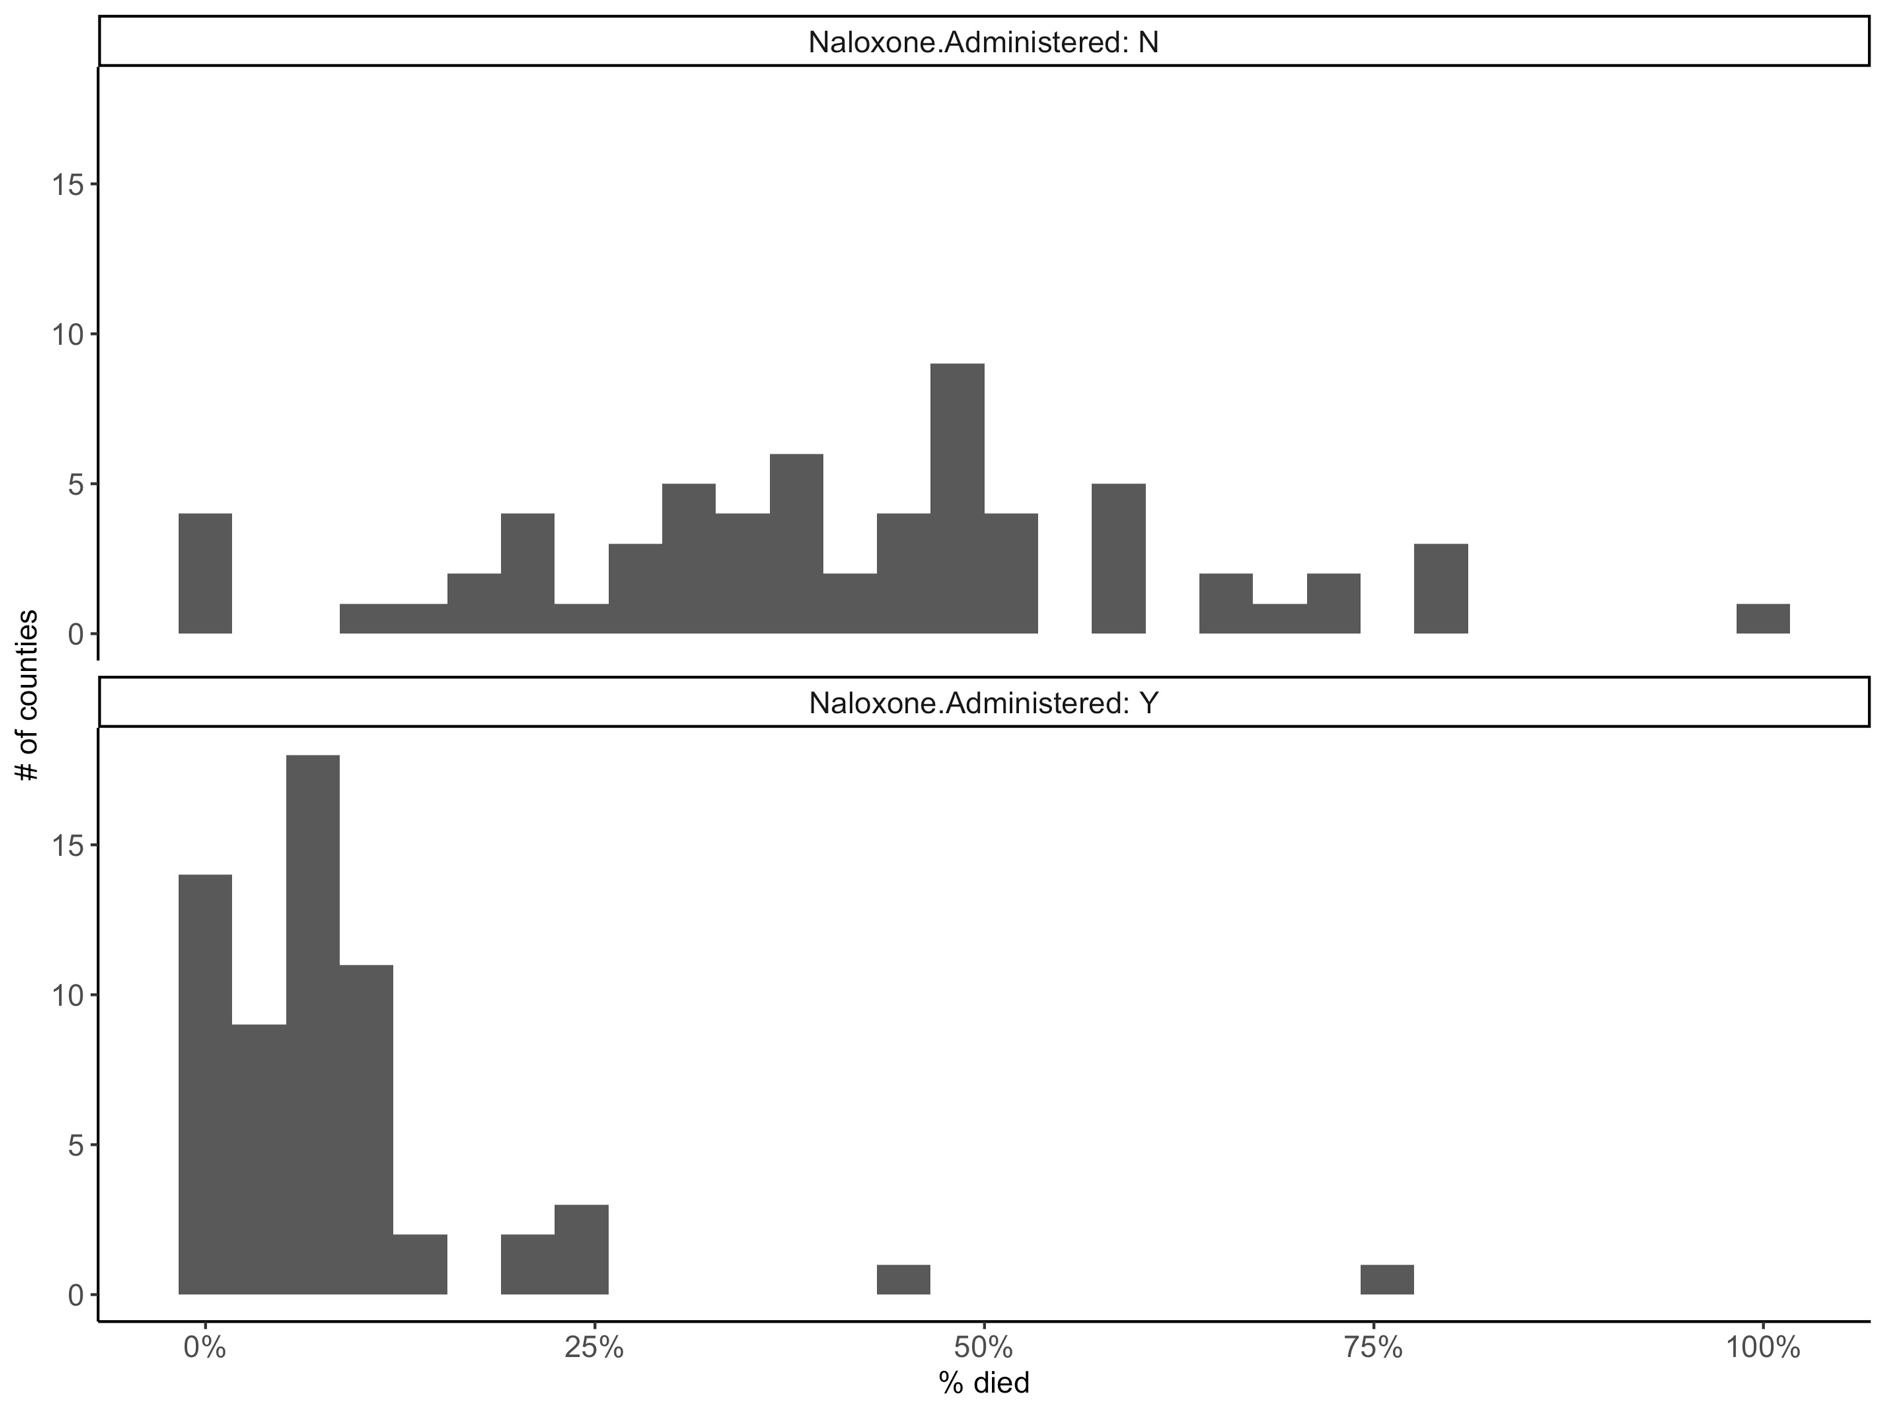 Naloxone.Administered: N
15
10
5
0
# of counties
Naloxone.Administered: Y
15
10
5
0
0% 25% 50% 75% 100%
% died